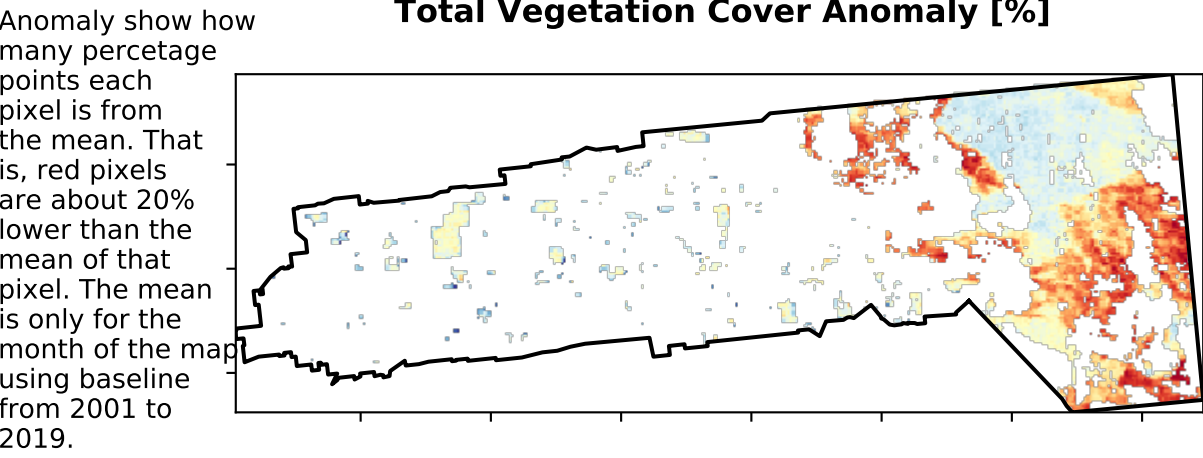 Total Vegetation Cover Anomaly [%]
Anomaly show how
many percetage
points each
pixel is from
the mean. That
is, red pixels
are about 20%
lower than the
mean of that
pixel. The mean
is only for the
month of the map
using baseline
from 2001 to
2019.